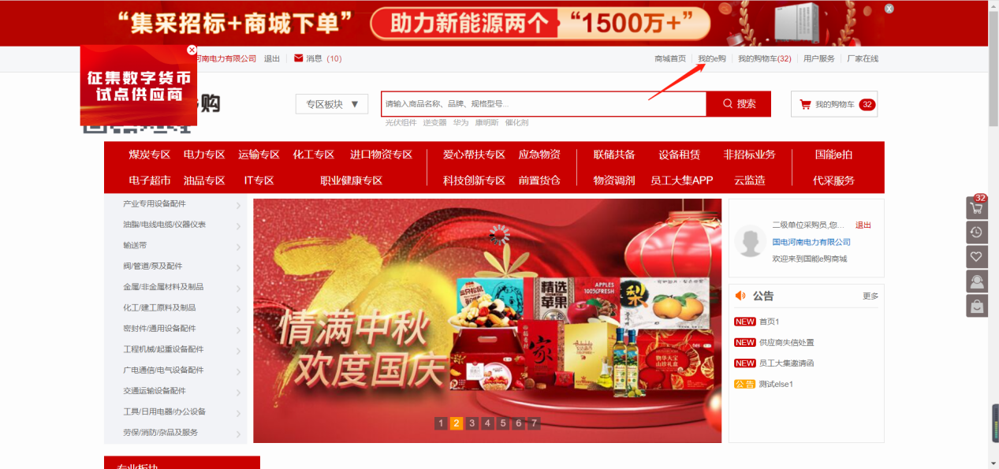 “集采招标+商城下单” 助力新能源两个 “1500万+”
河南电力有限公司 退出 消息（10） 商城首页 我的e购 我的购物车(32) 用户服务 厂家在线
征集数字货币
试点供应商
购 专区板块 ▼ 请输入商品名称、品牌、规格型号... 搜索 我的购物车 32
光伏组件 逆变器 华为 康明斯 催化剂
煤炭专区 电力专区 运输专区 化工专区 进口物资专区 爱心帮扶专区 应急物资 联储共备 设备租赁 非招标业务 国能e拍
电子超市 油品专区 IT专区 职业健康专区 科技创新专区 前置货仓 物资调剂 员工大集APP 云监造 代采服务
产业专用设备配件
油脂/电线电缆/仪器仪表
输送带
阀/管道/泵及配件
金属/非金属材料及制品
化工/建工原料及制品
密封件/通用设备配件
工程机械/起重设备配件
广电通信/电气设备配件
交通运输设备配件
工具/日用电器/办公设备
劳保/消防/杂品及服务
精选
苹果
APPLES
100%FRESH
梨
家
物华天宝
山珍礼盒
情满中秋
欢度国庆
1 2 3 4 5 6 7
二级单位采购员,您... 退出
国电河南电力有限公司
欢迎来到国能e购商城
公告 更多
NEW 首页1
NEW 供应商失信处置
NEW 员工大集邀请函
公告 测试else1
32
专业板块